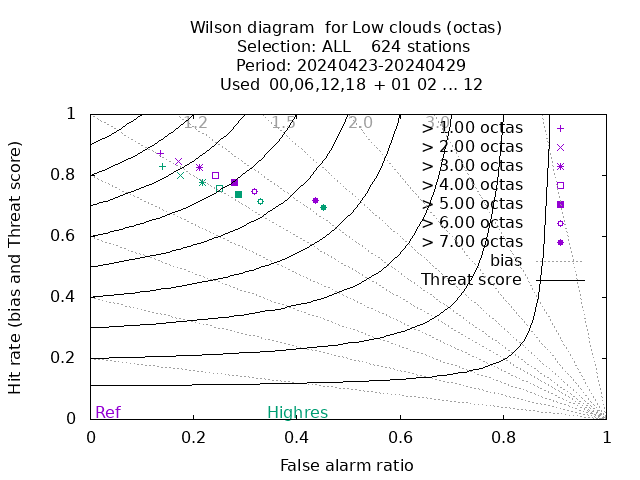 Wilson diagram  for Low clouds (octas)
Selection: ALL    624 stations
Period: 20240423-20240429
Used  00,06,12,18  + 01 02 ... 12
Hit rate (bias and Threat score)
1
0.8
0.6
0.4
0.2
0
1.2
1.5
2.0
3.0
> 1.00 octas
> 2.00 octas
> 3.00 octas
> 4.00 octas
> 5.00 octas
> 6.00 octas
> 7.00 octas
bias
Threat score
Ref
Highres
0 0.2 0.4 0.6 0.8 1
False alarm ratio